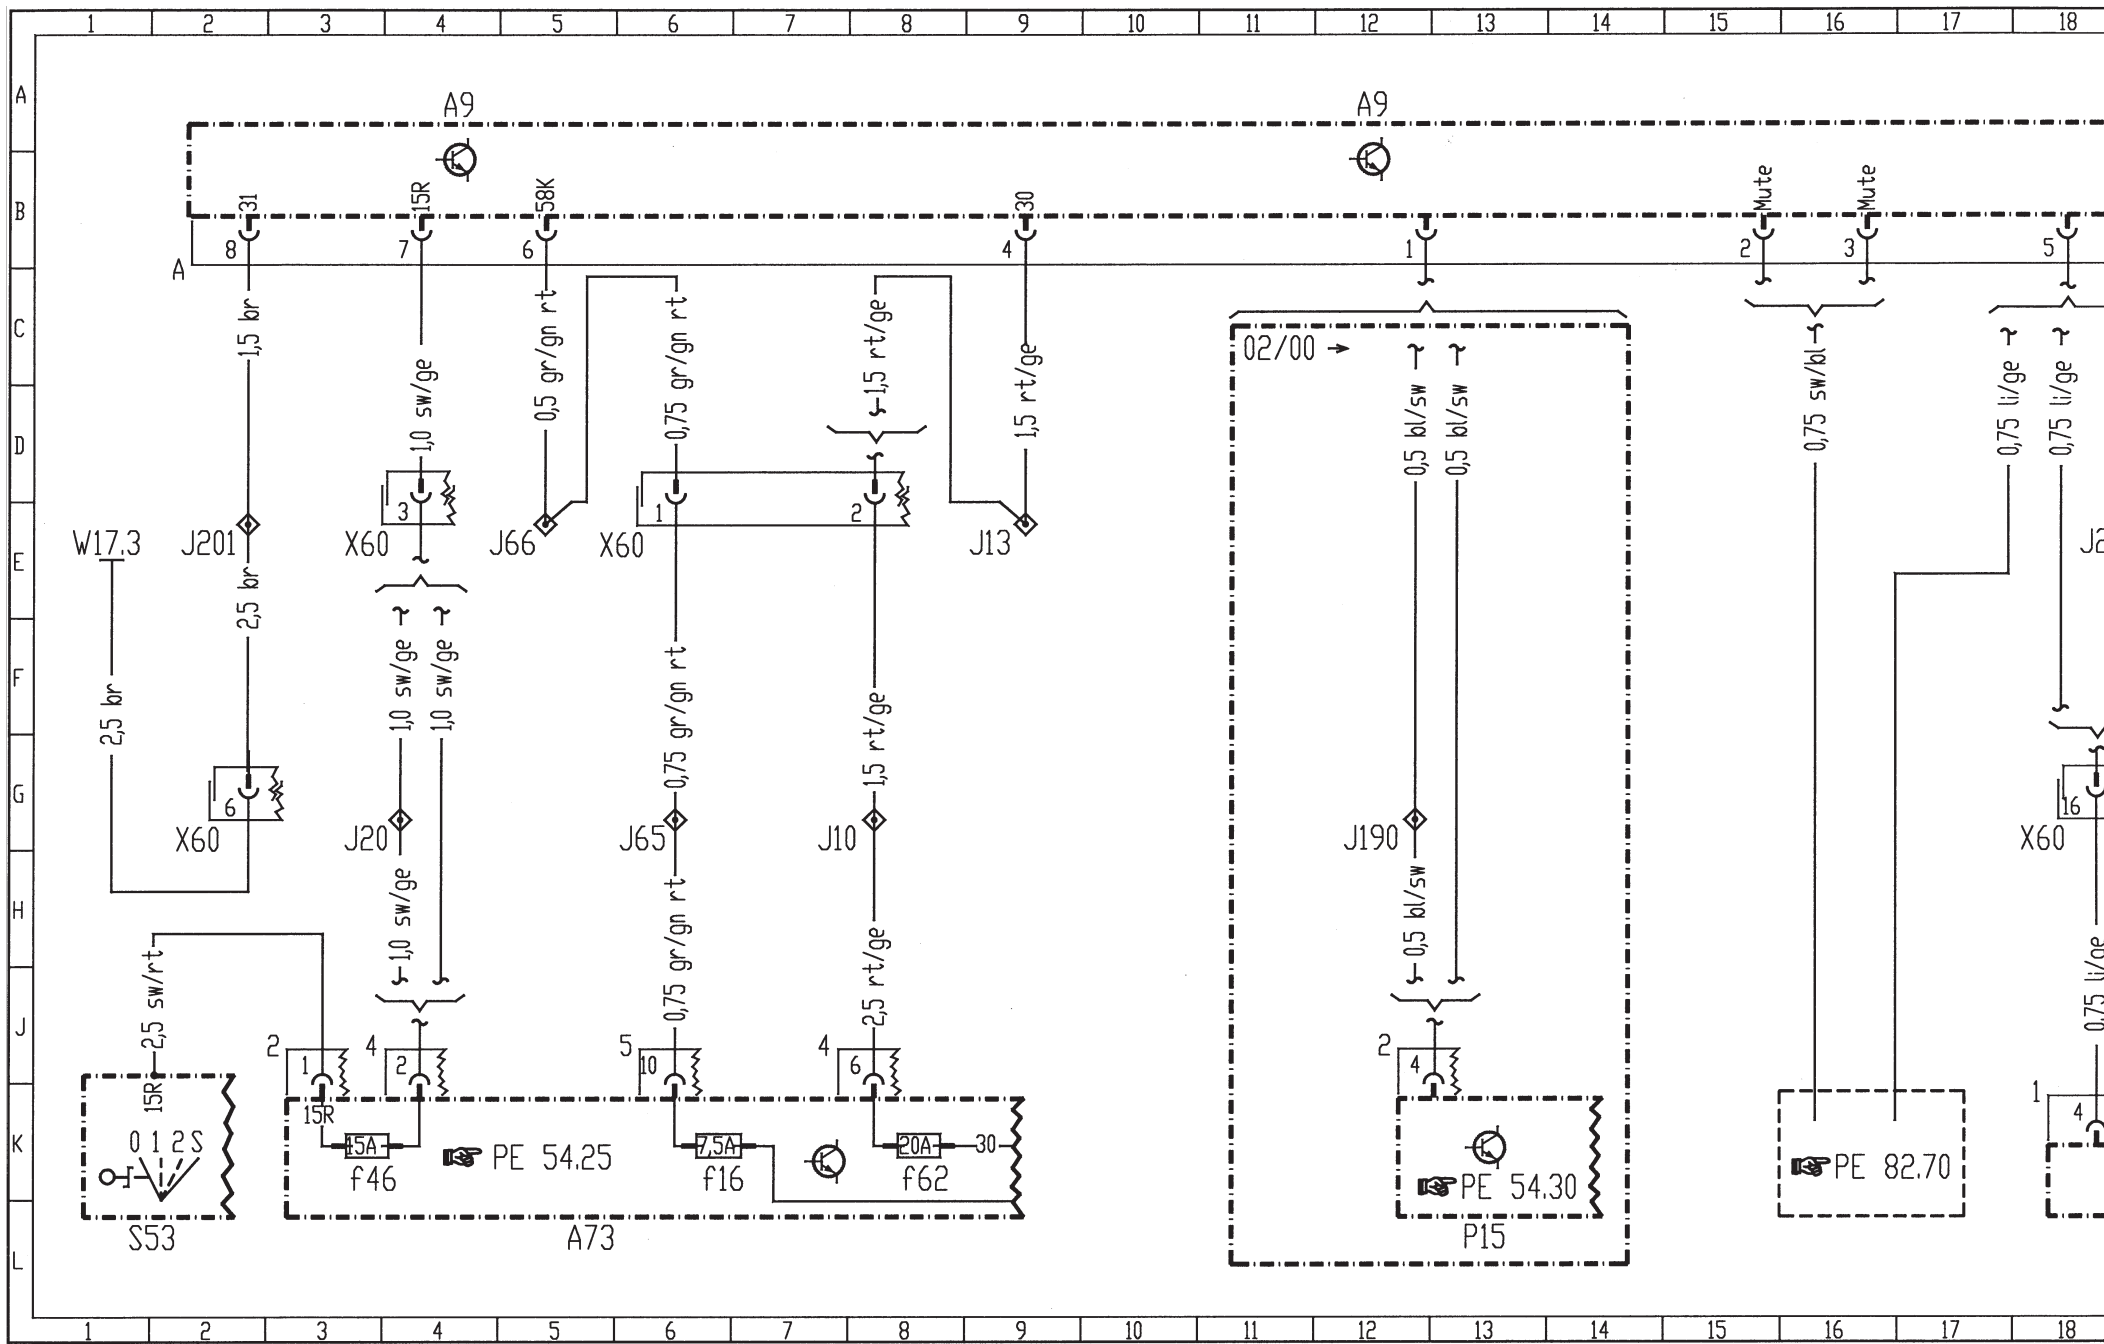 1 2 3 4 5 6 7 8 9 10 11 12 13 14 15 16 17 18
A
A9 A9
B
31 15R 58K 30 Mute Mute
8 7 6 4 1 2 3 5
A
C
1,5 br
1,0 sw/ge
0,5 gr/gn rt
0,75 gr/gn rt
1,5 rt/ge
1,5 rt/ge
02/00
0,5 bl/sw
0,5 bl/sw
0,75 sw/bl
0,75 li/ge
0,75 li/ge
D
3 1 2
E
W17.3 J201 X60 J66 X60 J13 J2
2,5 br
F
2,5 br
1,0 sw/ge
1,0 sw/ge
0,75 gr/gn rt
1,5 rt/ge
G
6 16
X60 J20 J65 J10 J190 X60
H
1,0 sw/ge
0,75 gr/gn rt
2,5 rt/ge
0,5 bl/sw
0,75 li/ge
2,5 sw/rt
J
2 1 4 2 5 10 4 6 2 4 1 4
K
15R
15R
0 1 2 S
15A 7,5A 20A 30
f46 PE 54.25 f16 f62
PE 54.30
PE 82.70
S53 A73 P15
L
1 2 3 4 5 6 7 8 9 10 11 12 13 14 15 16 17 18